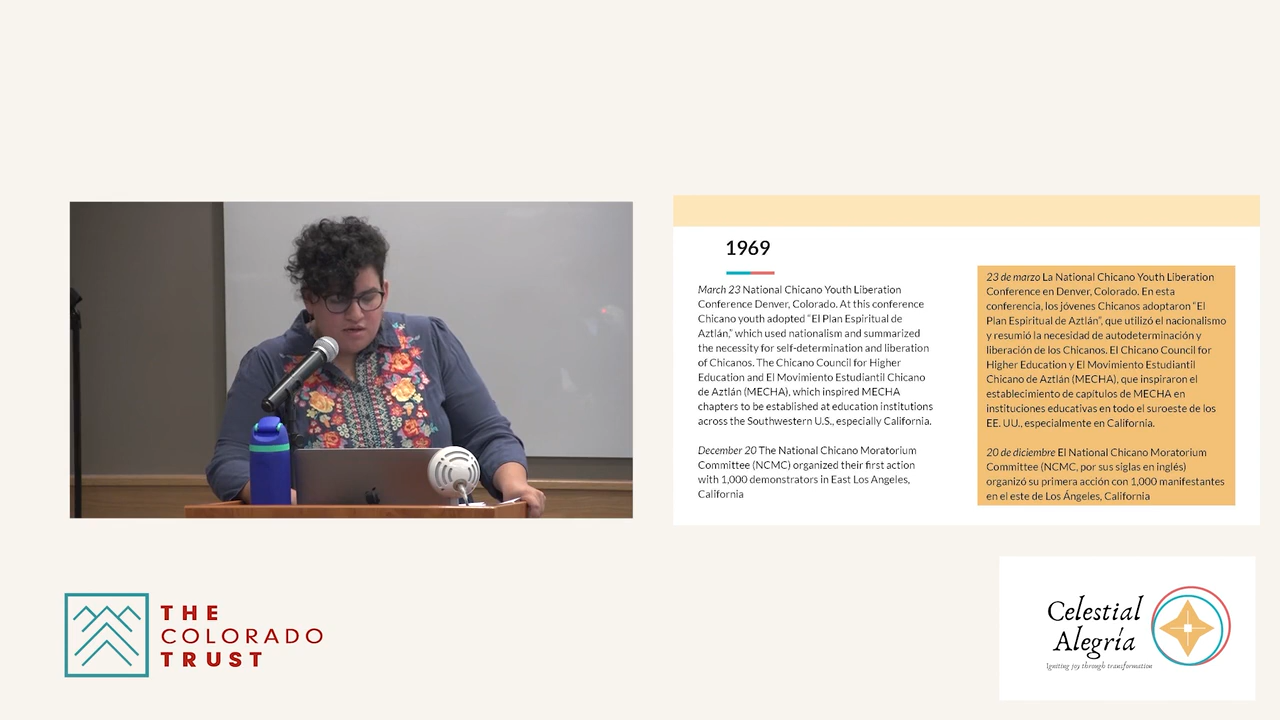 1969
March 23 National Chicano Youth Liberation
Conference Denver, Colorado. At this conference
Chicano youth adopted “El Plan Espiritual de
Aztlán,” which used nationalism and summarized
the necessity for self-determination and liberation
of Chicanos. The Chicano Council for Higher
Education and El Movimiento Estudiantil Chicano
de Aztlán (MECHA), which inspired MECHA
chapters to be established at education institutions
across the Southwestern U.S., especially California.
December 20 The National Chicano Moratorium
Committee (NCMC) organized their first action
with 1,000 demonstrators in East Los Angeles,
California
23 de marzo La National Chicano Youth Liberation
Conference en Denver, Colorado. En esta
conferencia, los jóvenes Chicanos adoptaron “El
Plan Espiritual de Aztlán”, que utilizó el nacionalismo
y resumió la necesidad de autodeterminación y
liberación de los Chicanos. El Chicano Council for
Higher Education y El Movimiento Estudiantil
Chicano de Aztlán (MECHA), que inspiraron el
establecimiento de capítulos de MECHA en
instituciones educativas en todo el suroeste de los
EE. UU., especialmente en California.
20 de diciembre El National Chicano Moratorium
Committee (NCMC, por sus siglas en inglés)
organizó su primera acción con 1,000 manifestantes
en el este de Los Ángeles, California
THE
COLORADO
TRUST
Celestial
Alegría
Igniting joy through transformation